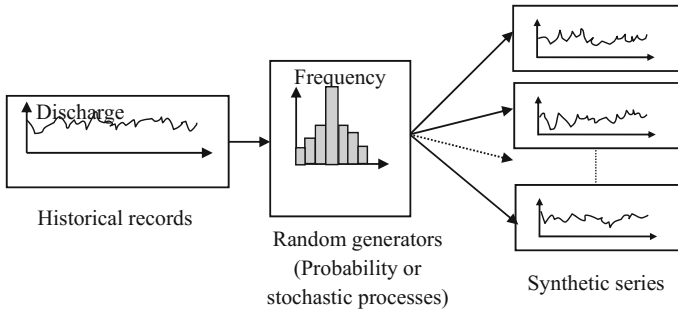 Discharge
Historical records
Frequency
Random generators
(Probability or
stochastic processes)
Synthetic series